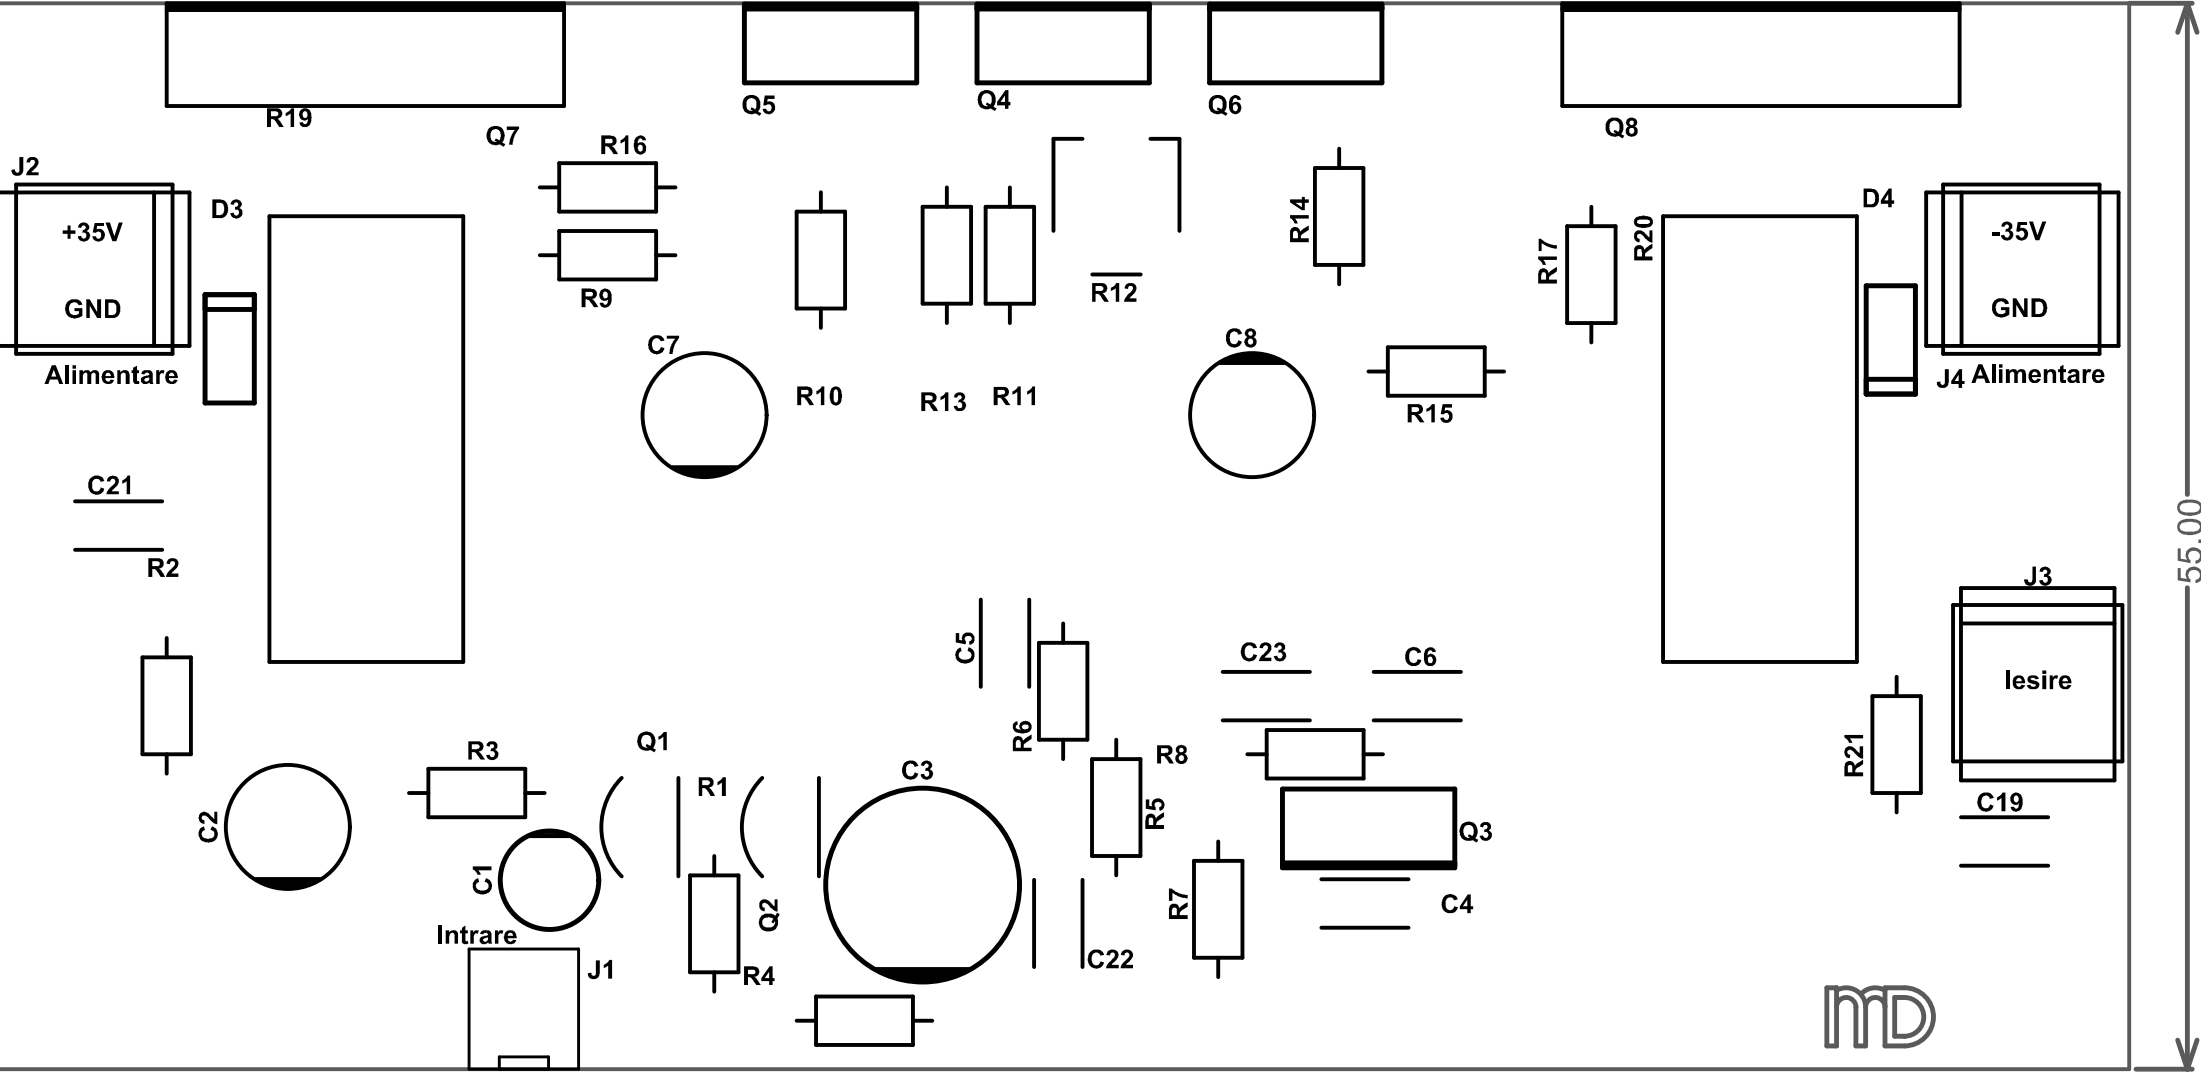 Q5
Q4
Q6
R19
Q7
R16
Q8
J2
D3
+35V
GND
Alimentare
R9
R12
R14
R17
R20
D4
-35V
GND
J4 Alimentare
C7
C8
R10
R13
R11
R15
C21
R2
55.00
J3
Iesire
C5
R6
C23
C6
R3
Q1
R1
C3
R8
R5
R21
C19
C2
C1
Q2
Q3
R7
C4
Intrare
J1
R4
C22
mD